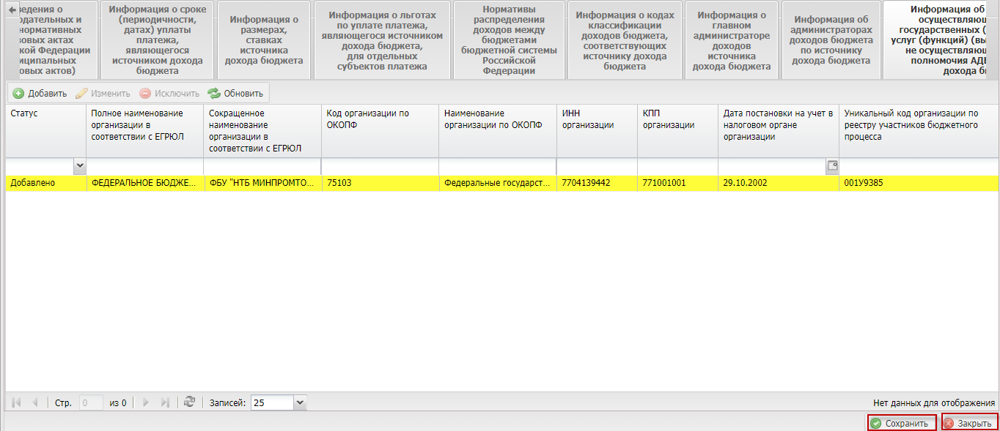 ведения о
одательных и
нормативных
овых актах
кой Федерации
иципальных
овых актов)
Информация о сроке
(периодичности,
датах) уплаты
платежа,
являющегося
источником дохода
бюджета
Информация о
размерах,
ставках
источника
дохода бюджета
Информация о льготах
по уплате платежа,
являющегося источником
дохода бюджета,
для отдельных
субъектов платежа
Нормативы
распределения
доходов между
бюджетами
бюджетной системы
Российской
Федерации
Информация о кодах
классификации
доходов бюджета,
соответствующих
источнику дохода
бюджета
Информация о
главном
администраторе
доходов
источника
дохода бюджета
Информация об
администраторах
доходов бюджета
по источнику
дохода бюджета
Информация об
осуществляющ
государственных (
услуг (функций) (вы
не осуществляющ
полномочия АДБ
дохода б
Добавить Изменить Исключить Обновить
Статус
Полное наименование
организации в
соответствии с ЕГРЮЛ
Сокращенное
наименование
организации в
соответствии с ЕГРЮЛ
Код организации по
ОКОПФ
Наименование
организации по ОКОПФ
ИНН
организации
КПП
организации
Дата постановки на учет в
налоговом органе
организации
Уникальный код организации по
реестру участников бюджетного
процесса
Добавлено ФЕДЕРАЛЬНОЕ БЮДЖЕ... ФБУ "НТБ МИНПРОМТО... 75103 Федеральные государст... 7704139442 771001001 29.10.2002 001У9385
Стр. 0 из 0 Записей: 25 Нет данных для отображения
Сохранить Закрыть